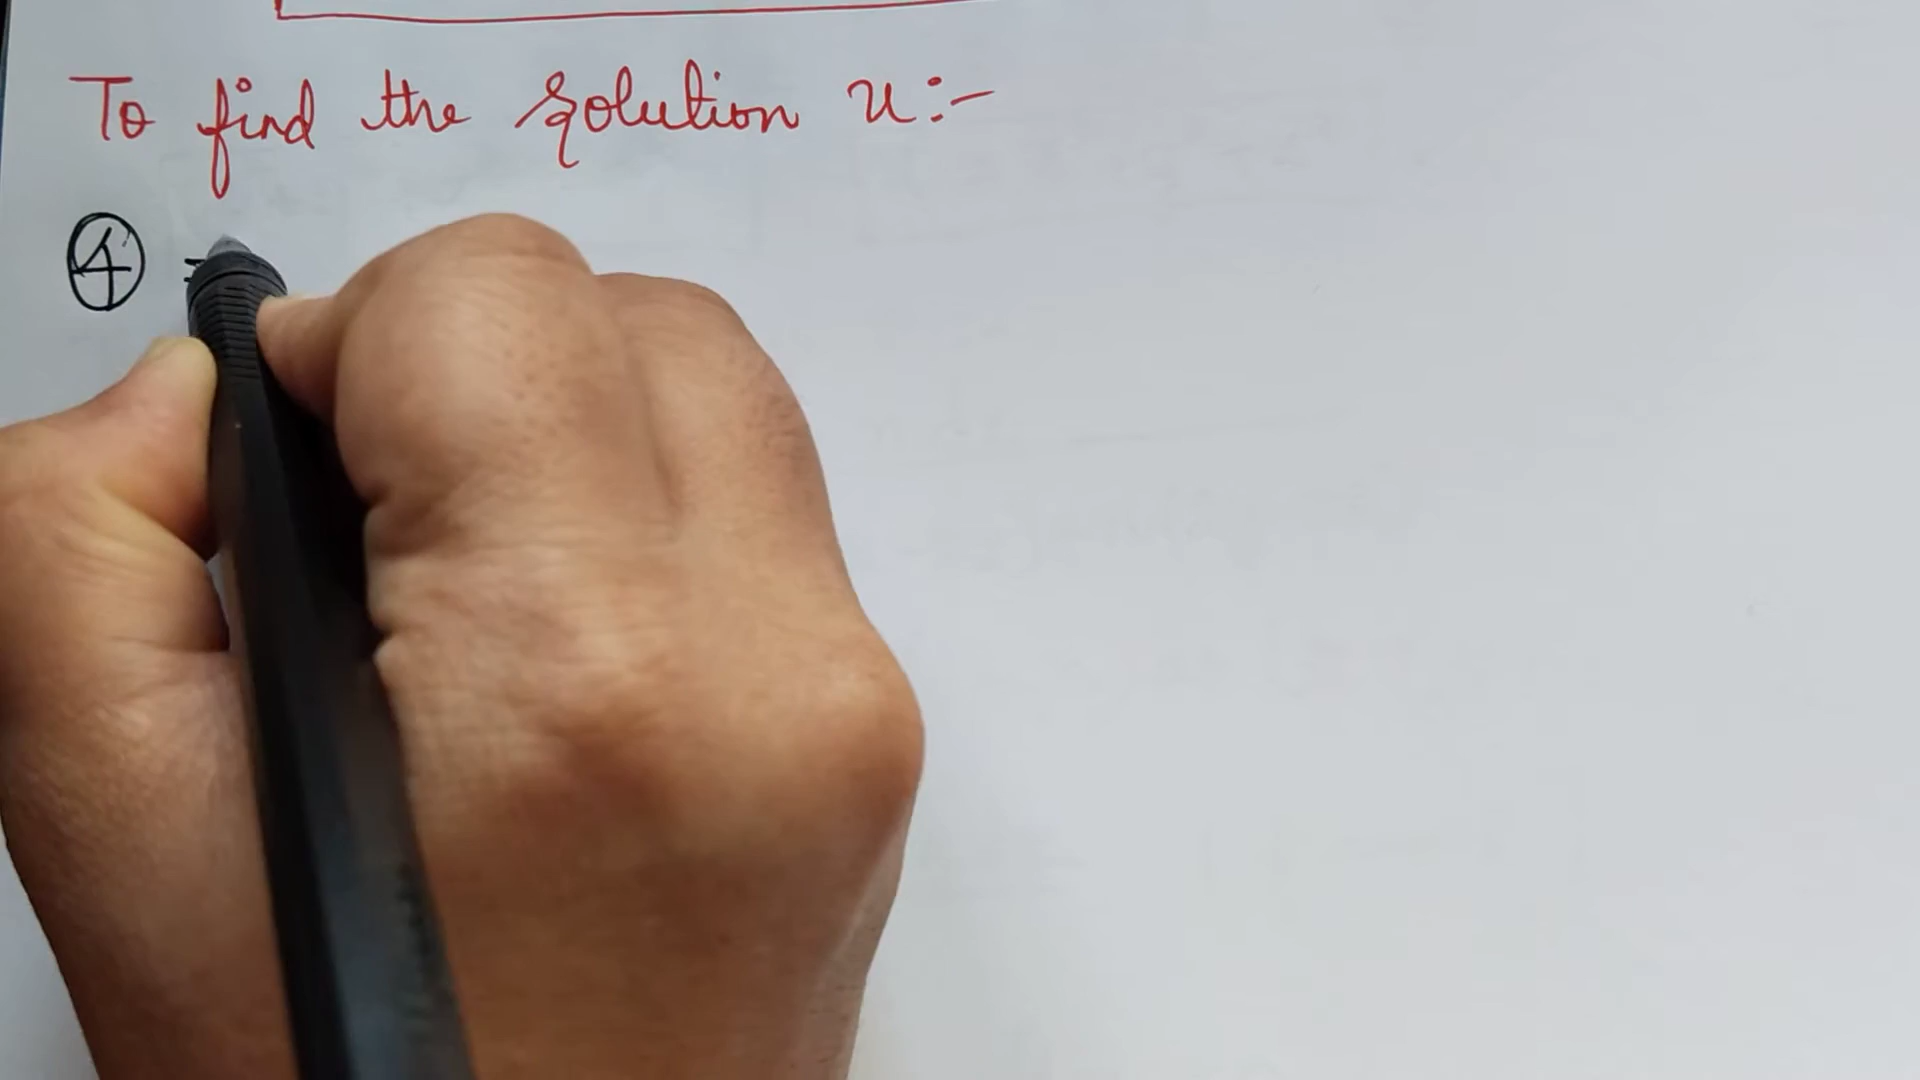 To find the solution u:-
④ =